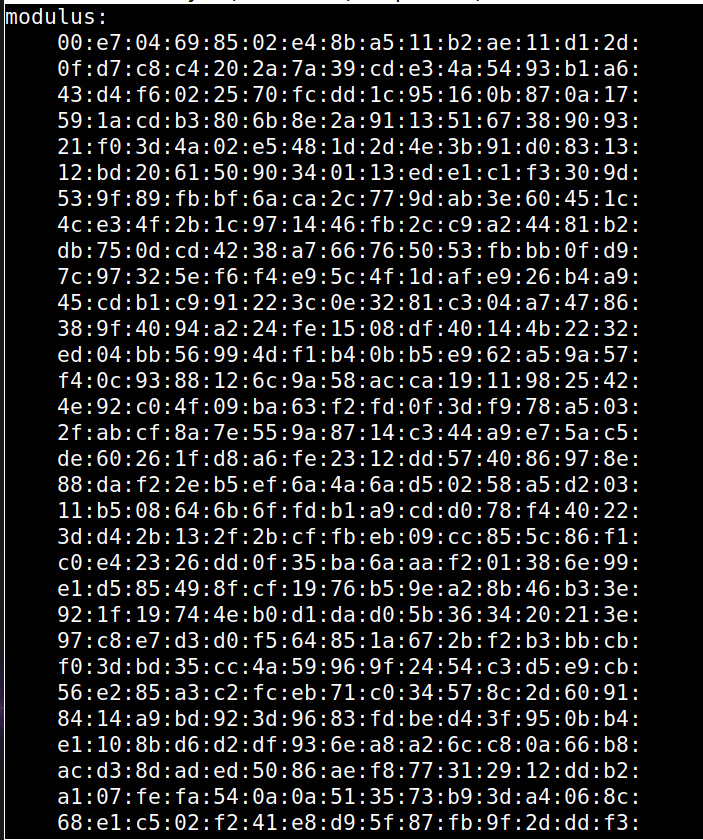 modulus:
00:e7:04:69:85:02:e4:8b:a5:11:b2:ae:11:d1:2d:
0f:d7:c8:c4:20:2a:7a:39:cd:e3:4a:54:93:b1:a6:
43:d4:f6:02:25:70:fc:dd:1c:95:16:0b:87:0a:17:
59:1a:cd:b3:80:6b:8e:2a:91:13:51:67:38:90:93:
21:f0:3d:4a:02:e5:48:1d:2d:4e:3b:91:d0:83:13:
12:bd:20:61:50:90:34:01:13:ed:e1:c1:f3:30:9d:
53:9f:89:fb:bf:6a:ca:2c:77:9d:ab:3e:60:45:1c:
4c:e3:4f:2b:1c:97:14:46:fb:2c:c9:a2:44:81:b2:
db:75:0d:cd:42:38:a7:66:76:50:53:fb:bb:0f:d9:
7c:97:32:5e:f6:f4:e9:5c:4f:1d:af:e9:26:b4:a9:
45:cd:b1:c9:91:22:3c:0e:32:81:c3:04:a7:47:86:
38:9f:40:94:a2:24:fe:15:08:df:40:14:4b:22:32:
ed:04:bb:56:99:4d:f1:b4:0b:b5:e9:62:a5:9a:57:
f4:0c:93:88:12:6c:9a:58:ac:ca:19:11:98:25:42:
4e:92:c0:4f:09:ba:63:f2:fd:0f:3d:f9:78:a5:03:
2f:ab:cf:8a:7e:55:9a:87:14:c3:44:a9:e7:5a:c5:
de:60:26:1f:d8:a6:fe:23:12:dd:57:40:86:97:8e:
88:da:f2:2e:b5:ef:6a:4a:6a:d5:02:58:a5:d2:03:
11:b5:08:64:6b:6f:fd:b1:a9:cd:d0:78:f4:40:22:
3d:d4:2b:13:2f:2b:cf:fb:eb:09:cc:85:5c:86:f1:
c0:e4:23:26:dd:0f:35:ba:6a:aa:f2:01:38:6e:99:
e1:d5:85:49:8f:cf:19:76:b5:9e:a2:8b:46:b3:3e:
92:1f:19:74:4e:b0:d1:da:d0:5b:36:34:20:21:3e:
97:c8:e7:d3:d0:f5:64:85:1a:67:2b:f2:b3:bb:cb:
f0:3d:bd:35:cc:4a:59:96:9f:24:54:c3:d5:e9:cb:
56:e2:85:a3:c2:fc:eb:71:c0:34:57:8c:2d:60:91:
84:14:a9:bd:92:3d:96:83:fd:be:d4:3f:95:0b:b4:
e1:10:8b:d6:d2:df:93:6e:a8:a2:6c:c8:0a:66:b8:
ac:d3:8d:ad:ed:50:86:ae:f8:77:31:29:12:dd:b2:
a1:07:fe:fa:54:0a:0a:51:35:73:b9:3d:a4:06:8c:
68:e1:c5:02:f2:41:e8:d9:5f:87:fb:9f:2d:dd:f3: